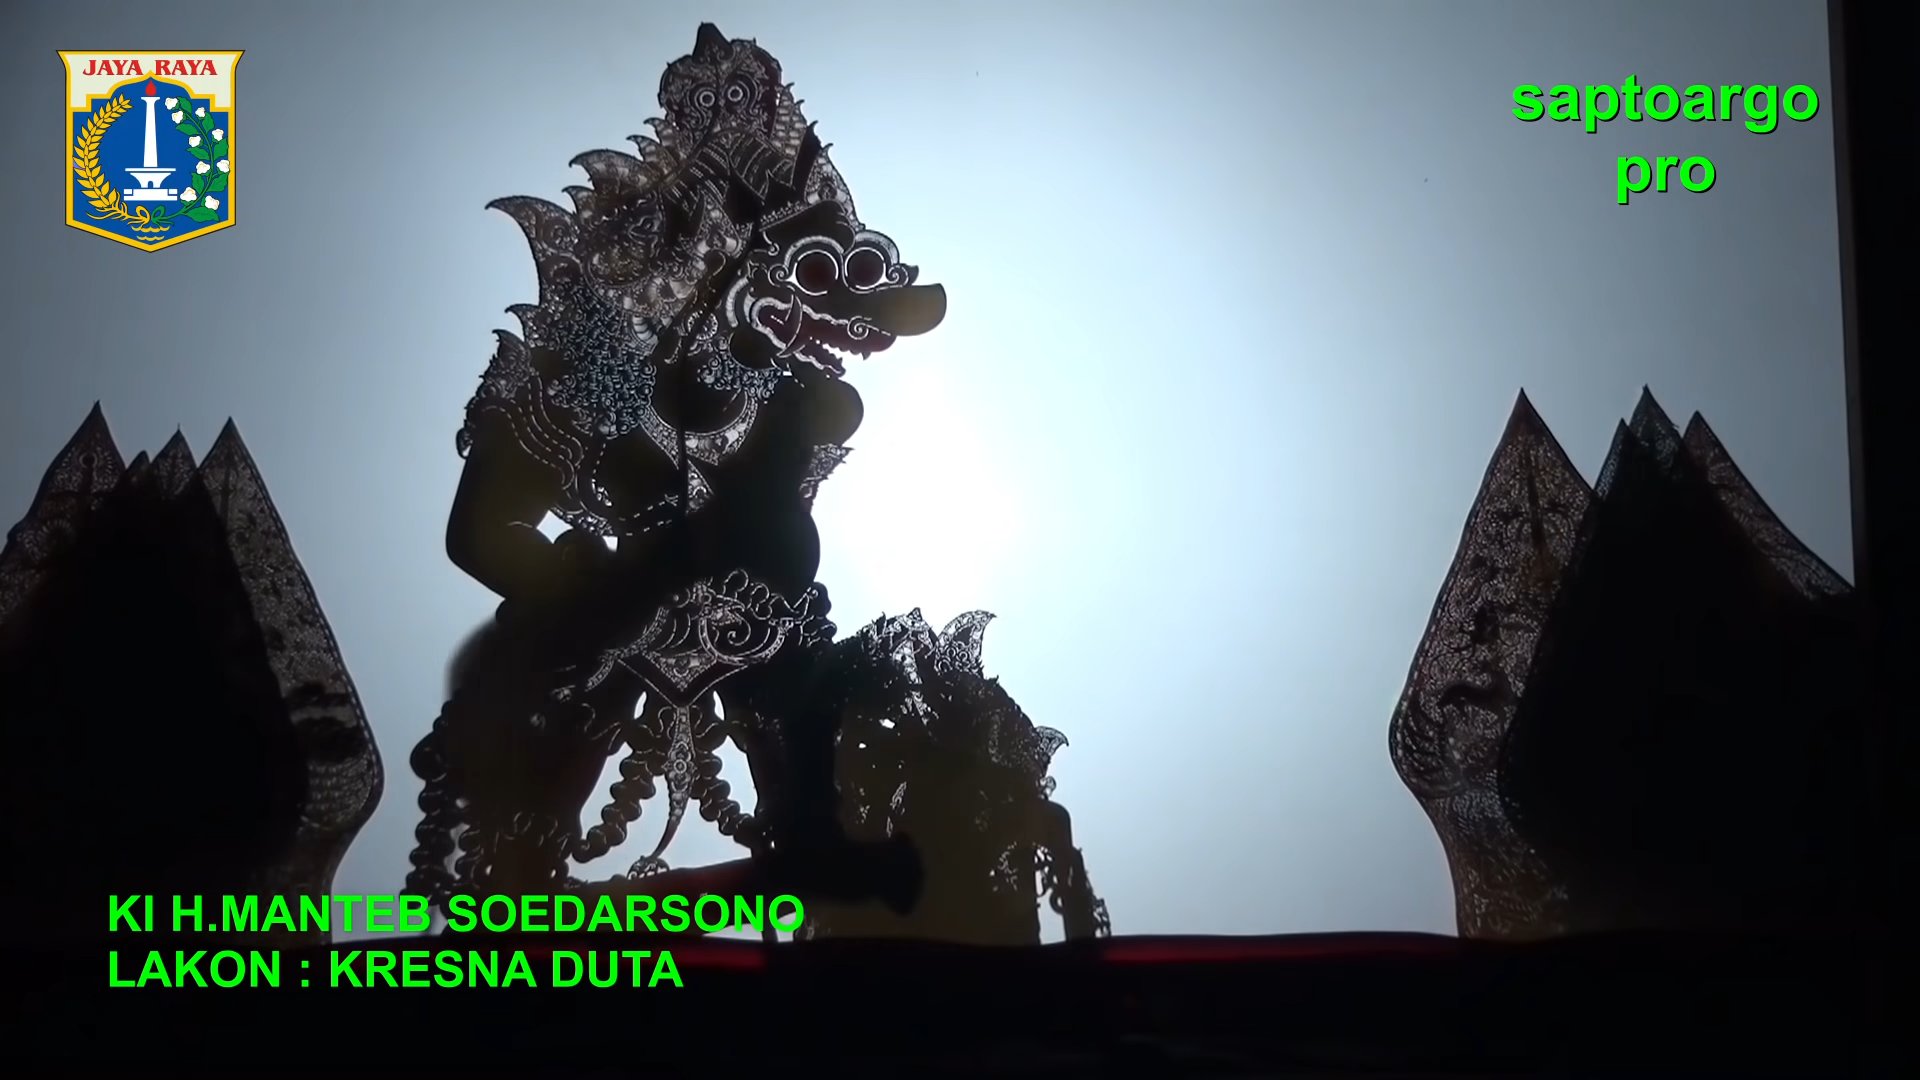 JAYA RAYA
saptoargo
pro
KI H.MANTEB SOEDARSONO
LAKON : KRESNA DUTA